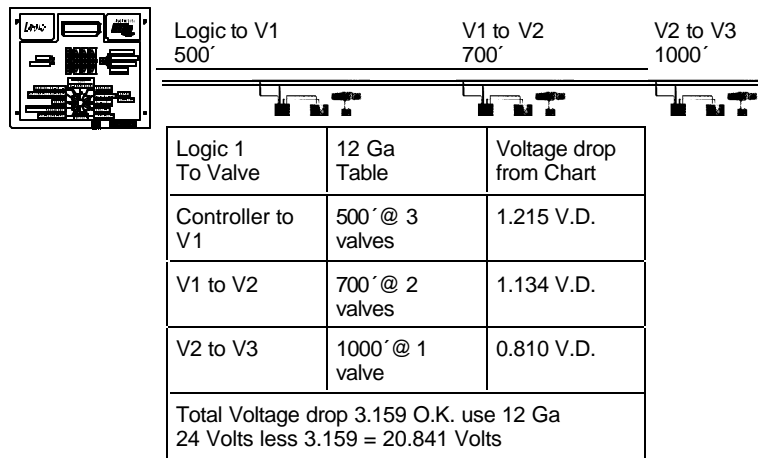 Logic to V1
500´
V1 to V2
700´
V2 to V3
1000´
Logic 1
To Valve
12 Ga
Table
Voltage drop
from Chart
Controller to
V1
500´@ 3
valves
1.215 V.D.
V1 to V2
700´@ 2
valves
1.134 V.D.
V2 to V3
1000´@ 1
valve
0.810 V.D.
Total Voltage drop 3.159 O.K. use 12 Ga
24 Volts less 3.159 = 20.841 Volts